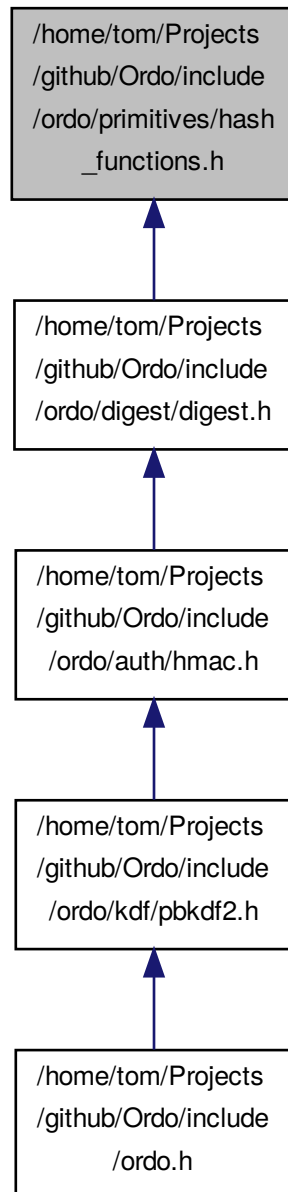 /home/tom/Projects
/github/Ordo/include
/ordo/primitives/hash
_functions.h
/home/tom/Projects
/github/Ordo/include
/ordo/digest/digest.h
/home/tom/Projects
/github/Ordo/include
/ordo/auth/hmac.h
/home/tom/Projects
/github/Ordo/include
/ordo/kdf/pbkdf2.h
/home/tom/Projects
/github/Ordo/include
/ordo.h